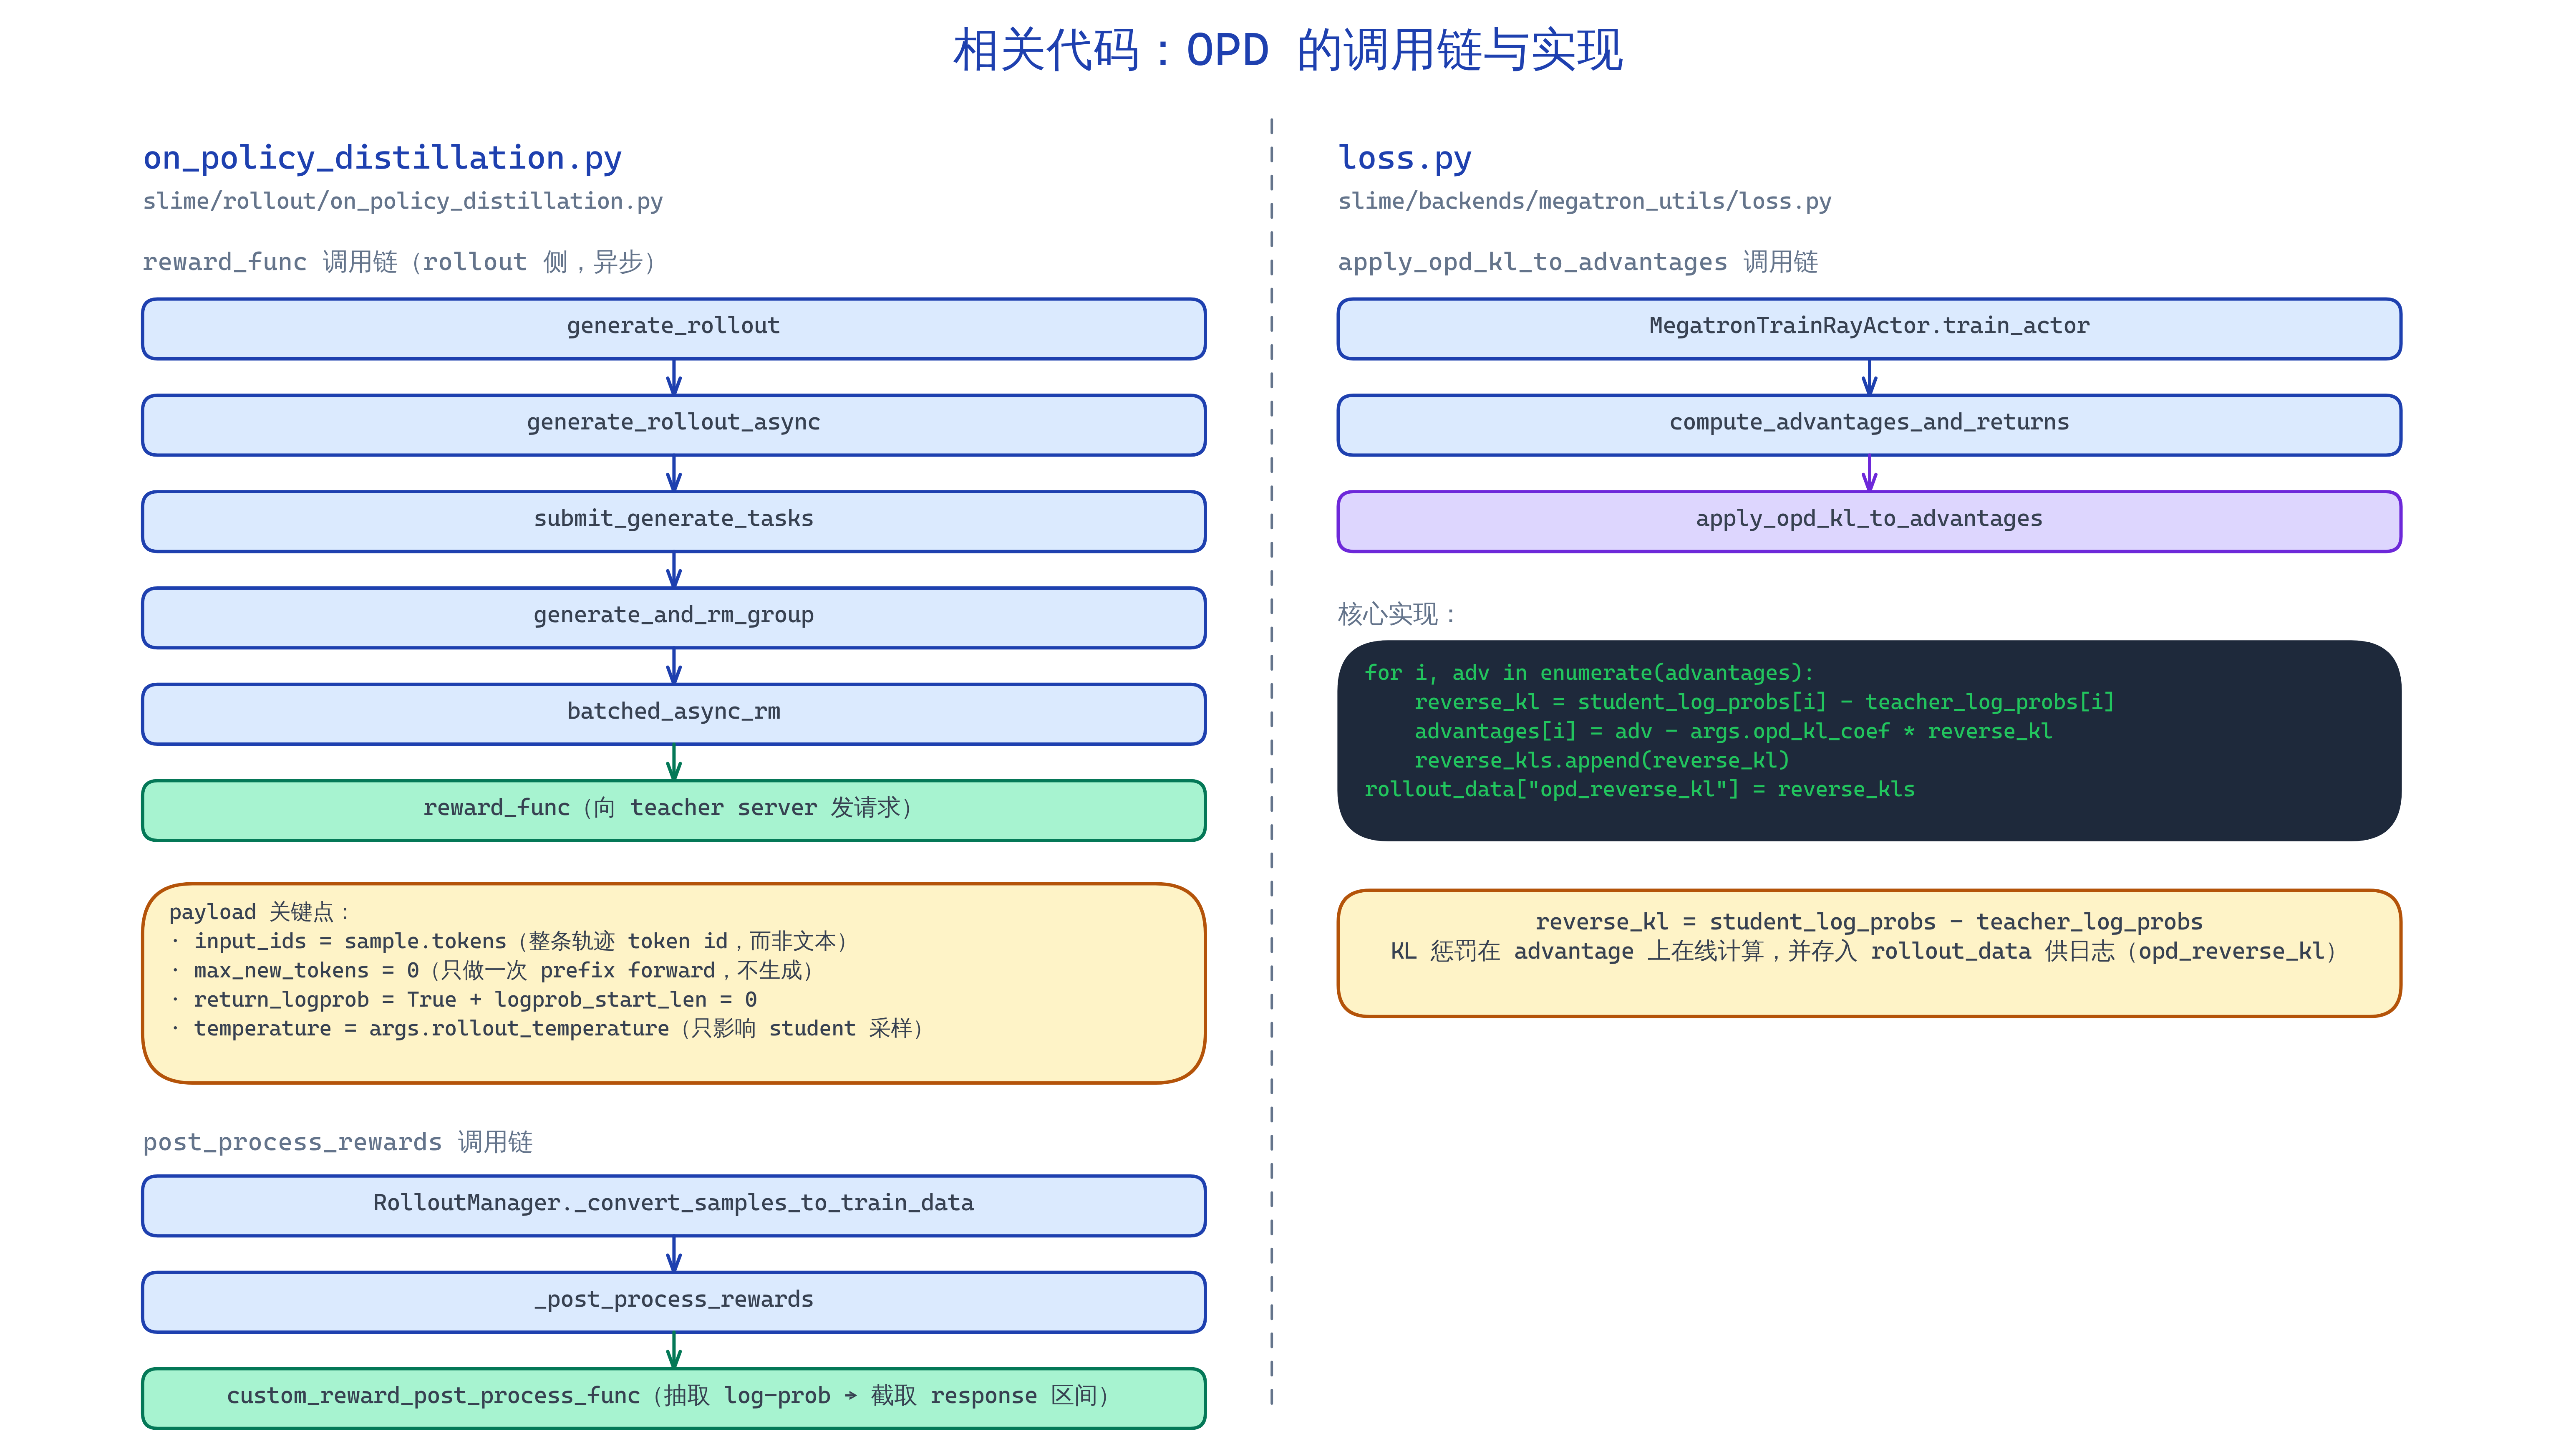 相关代码：OPD 的调用链与实现
on_policy_distillation.py
slime/rollout/on_policy_distillation.py
reward_func 调用链（rollout 侧，异步）
generate_rollout
generate_rollout_async
submit_generate_tasks
generate_and_rm_group
batched_async_rm
reward_func（向 teacher server 发请求）
payload 关键点：
· input_ids = sample.tokens（整条轨迹 token id，而非文本）
· max_new_tokens = 0（只做一次 prefix forward，不生成）
· return_logprob = True + logprob_start_len = 0
· temperature = args.rollout_temperature（只影响 student 采样）
post_process_rewards 调用链
RolloutManager._convert_samples_to_train_data
_post_process_rewards
custom_reward_post_process_func（抽取 log-prob → 截取 response 区间）
loss.py
slime/backends/megatron_utils/loss.py
apply_opd_kl_to_advantages 调用链
MegatronTrainRayActor.train_actor
compute_advantages_and_returns
apply_opd_kl_to_advantages
核心实现：
for i, adv in enumerate(advantages):
    reverse_kl = student_log_probs[i] - teacher_log_probs[i]
    advantages[i] = adv - args.opd_kl_coef * reverse_kl
    reverse_kls.append(reverse_kl)
rollout_data["opd_reverse_kl"] = reverse_kls
reverse_kl = student_log_probs - teacher_log_probs
KL 惩罚在 advantage 上在线计算，并存入 rollout_data 供日志（opd_reverse_kl）